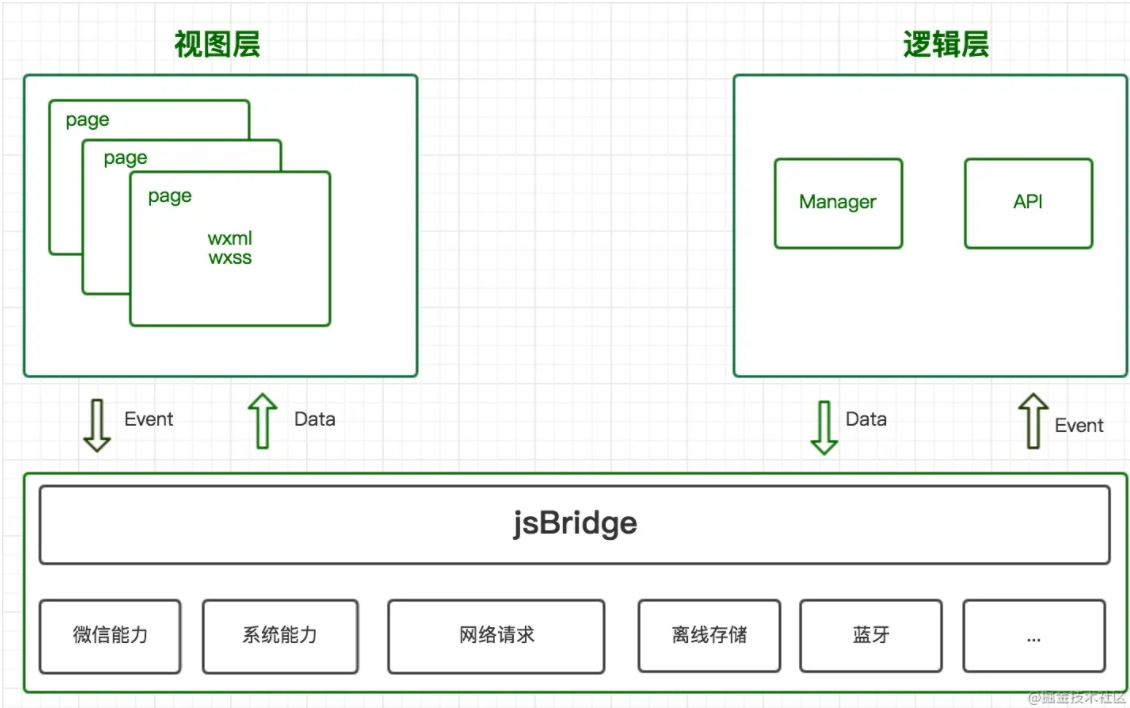 视图层
逻辑层
page
page
page
wxml
wxss
Manager
API
Event
Data
Data
Event
jsBridge
微信能力
系统能力
网络请求
离线存储
蓝牙
...
@掘金技术社区